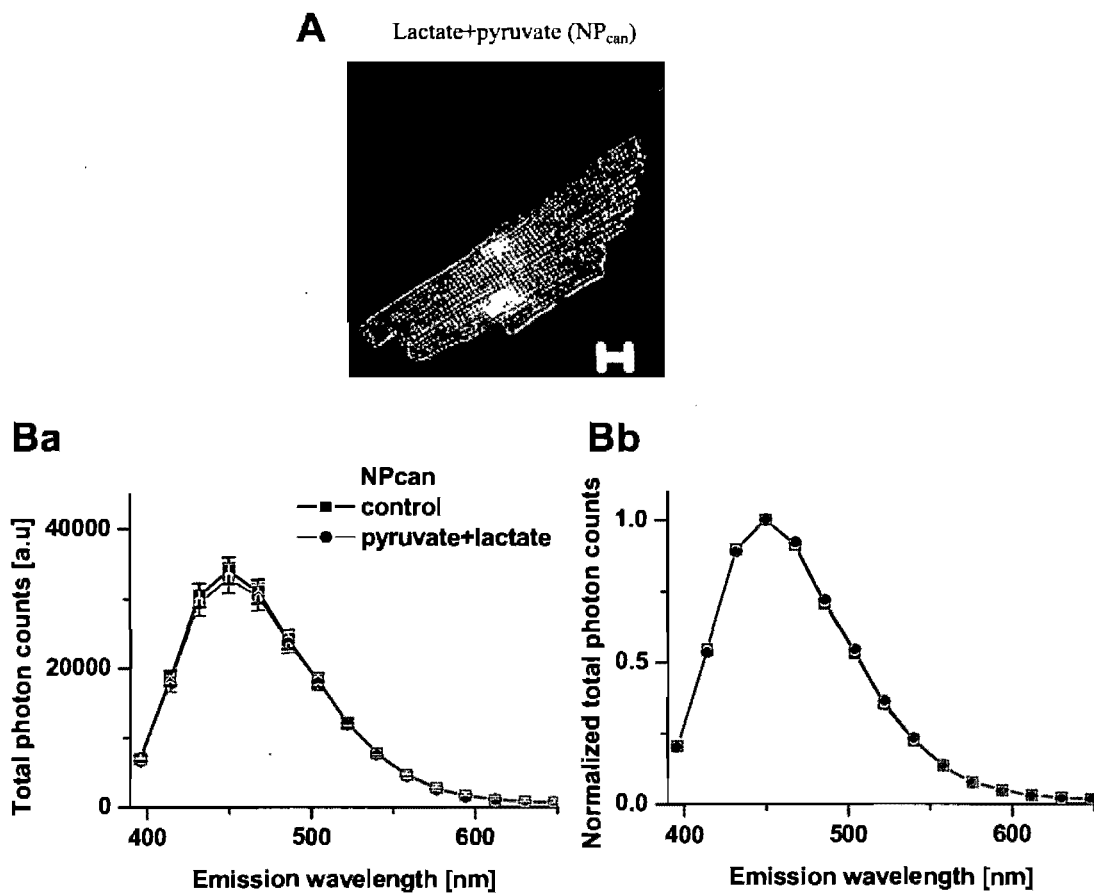 A
Lactate+pyruvate (NPcan)
Ba
NPcan
control
pyruvate+lactate
Total photon counts [a.u]
40000
20000
0
400
500
600
Emission wavelength [nm]
Bb
Normalized total photon counts
1.0
0.5
0.0
400
500
600
Emission wavelength [nm]